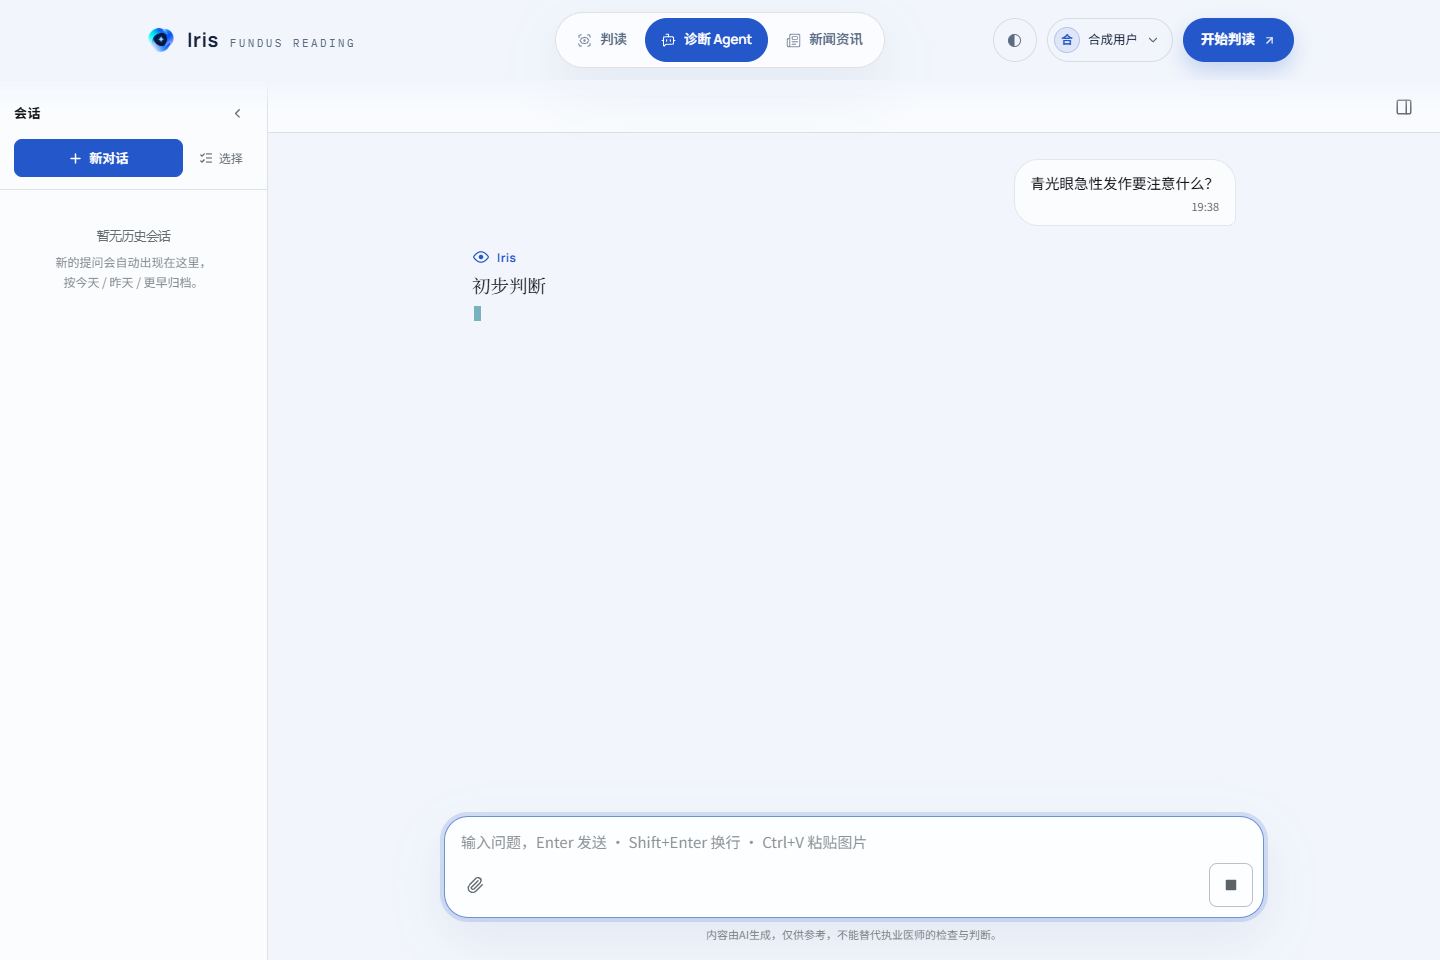 Iris FUNDUS READING
判读
诊断 Agent
新闻资讯
合 合成用户
开始判读
会话
新对话
选择
暂无历史会话
新的提问会自动出现在这里，
按今天 / 昨天 / 更早归档。
青光眼急性发作要注意什么？
19:38
Iris
初步判断
输入问题，Enter 发送 · Shift+Enter 换行 · Ctrl+V 粘贴图片
内容由AI生成，仅供参考，不能替代执业医师的检查与判断。